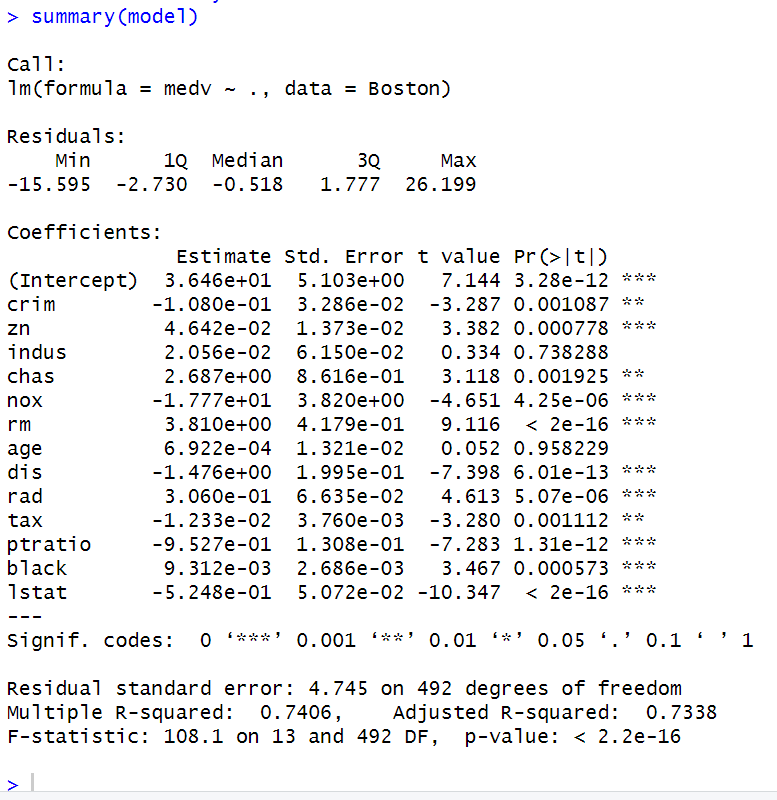 > summary(model)
Call:
lm(formula = medv ~ ., data = Boston)
Residuals:
    Min      1Q  Median      3Q     Max
-15.595  -2.730  -0.518   1.777  26.199
Coefficients:
              Estimate Std. Error t value Pr(>|t|)
(Intercept)  3.646e+01  5.103e+00   7.144 3.28e-12 ***
crim        -1.080e-01  3.286e-02  -3.287 0.001087 **
zn           4.642e-02  1.373e-02   3.382 0.000778 ***
indus        2.056e-02  6.150e-02   0.334 0.738288
chas         2.687e+00  8.616e-01   3.118 0.001925 **
nox         -1.777e+01  3.820e+00  -4.651 4.25e-06 ***
rm           3.810e+00  4.179e-01   9.116  < 2e-16 ***
age          6.922e-04  1.321e-02   0.052 0.958229
dis         -1.476e+00  1.995e-01  -7.398 6.01e-13 ***
rad          3.060e-01  6.635e-02   4.613 5.07e-06 ***
tax         -1.233e-02  3.760e-03  -3.280 0.001112 **
ptratio     -9.527e-01  1.308e-01  -7.283 1.31e-12 ***
black        9.312e-03  2.686e-03   3.467 0.000573 ***
lstat       -5.248e-01  5.072e-02 -10.347  < 2e-16 ***
---
Signif. codes:  0 ‘***’ 0.001 ‘**’ 0.01 ‘*’ 0.05 ‘.’ 0.1 ‘ ’ 1
Residual standard error: 4.745 on 492 degrees of freedom
Multiple R-squared:  0.7406,    Adjusted R-squared:  0.7338
F-statistic: 108.1 on 13 and 492 DF,  p-value: < 2.2e-16
>